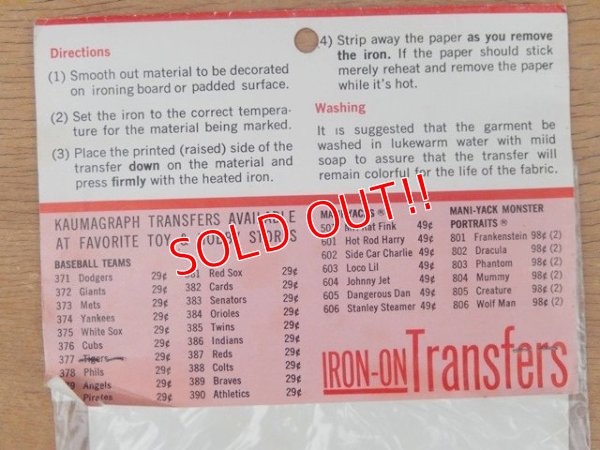 Directions
(1) Smooth out material to be decorated
on ironing board or padded surface.
(2) Set the iron to the correct tempera-
ture for the material being marked.
(3) Place the printed (raised) side of the
transfer down on the material and
press firmly with the heated iron.
4) Strip away the paper as you remove
the iron. If the paper should stick
merely reheat and remove the paper
while it's hot.
Washing
It is suggested that the garment be
washed in lukewarm water with mild
soap to assure that the transfer will
remain colorful for the life of the fabric.
SOLD OUT!!
KAUMAGRAPH TRANSFERS AVAILABLE
AT FAVORITE TOY & HOBBY STORES
BASEBALL TEAMS
371 Dodgers 29¢
372 Giants 29¢
373 Mets 29¢
374 Yankees 29¢
375 White Sox 29¢
376 Cubs 29¢
377 Tigers
378 Phils 29¢
379 Angels 29¢
Pirates 29¢
381 Red Sox 29¢
382 Cards 29¢
383 Senators 29¢
384 Orioles 29¢
385 Twins 29¢
386 Indians 29¢
387 Reds 29¢
388 Colts 29¢
389 Braves 29¢
390 Athletics 29¢
MANI-YACKS ®
Fink 49¢
601 Hot Rod Harry 49¢
602 Side Car Charlie 49¢
603 Loco Lil 49¢
604 Johnny Jet 49¢
605 Dangerous Dan 49¢
606 Stanley Steamer 49¢
MANI-YACK MONSTER
PORTRAITS ®
801 Frankenstein 98¢ (2)
802 Dracula 98¢ (2)
803 Phantom 98¢ (2)
804 Mummy 98¢ (2)
805 Creature 98¢ (2)
806 Wolf Man 98¢ (2)
IRON-ON Transfers